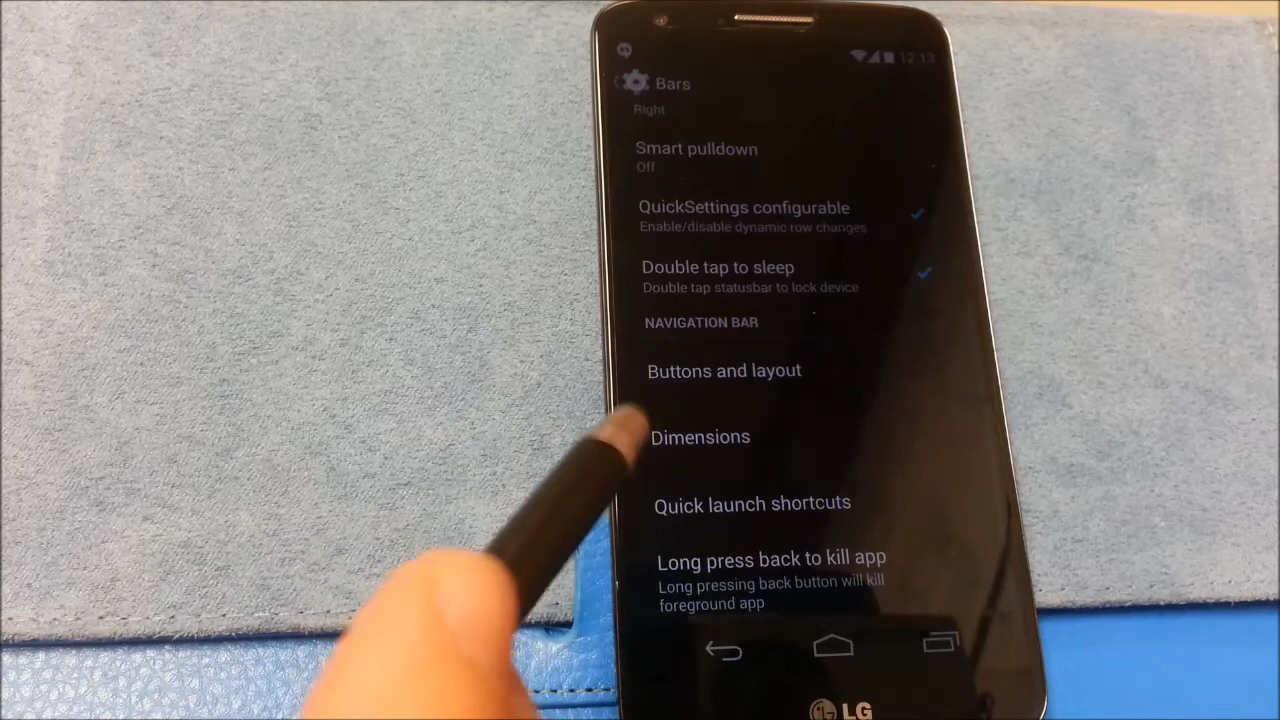 12:13
Bars
Right
Smart pulldown
Off
QuickSettings configurable
Enable/disable dynamic row changes
Double tap to sleep
Double tap statusbar to lock device
NAVIGATION BAR
Buttons and layout
Dimensions
Quick launch shortcuts
Long press back to kill app
Long pressing back button will kill
foreground app
LG